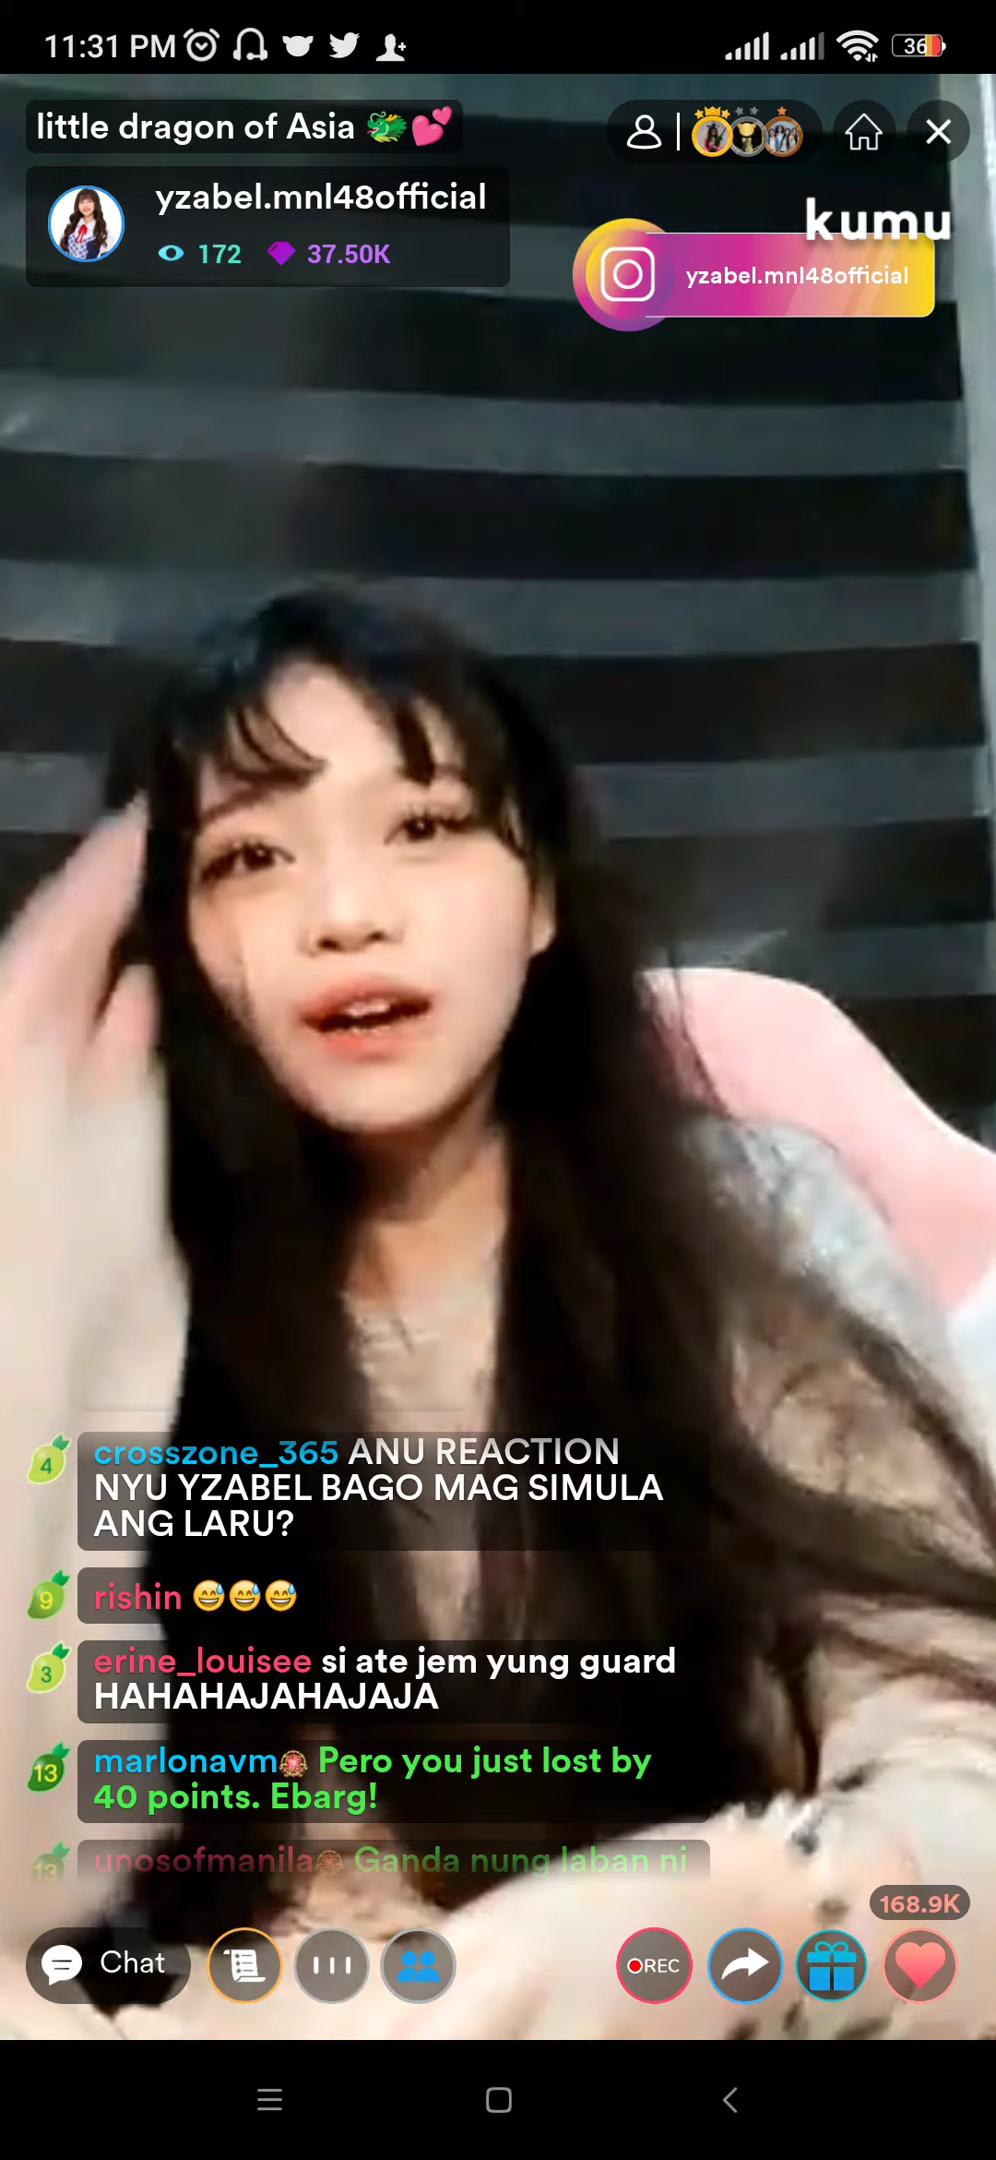 11:31 PM
36
little dragon of Asia 🐉💕
yzabel.mnl48official
172 37.50K
kumu
yzabel.mnl48official
4 crosszone_365 ANU REACTION
NYU YZABEL BAGO MAG SIMULA
ANG LARU?
9 rishin 😅😅😅
3 erine_louisee si ate jem yung guard
HAHAHAJAHAJAJA
13 marlonavm Pero you just lost by
40 points. Ebarg!
13 unosofmanila Ganda nung laban ni
168.9K
Chat
REC